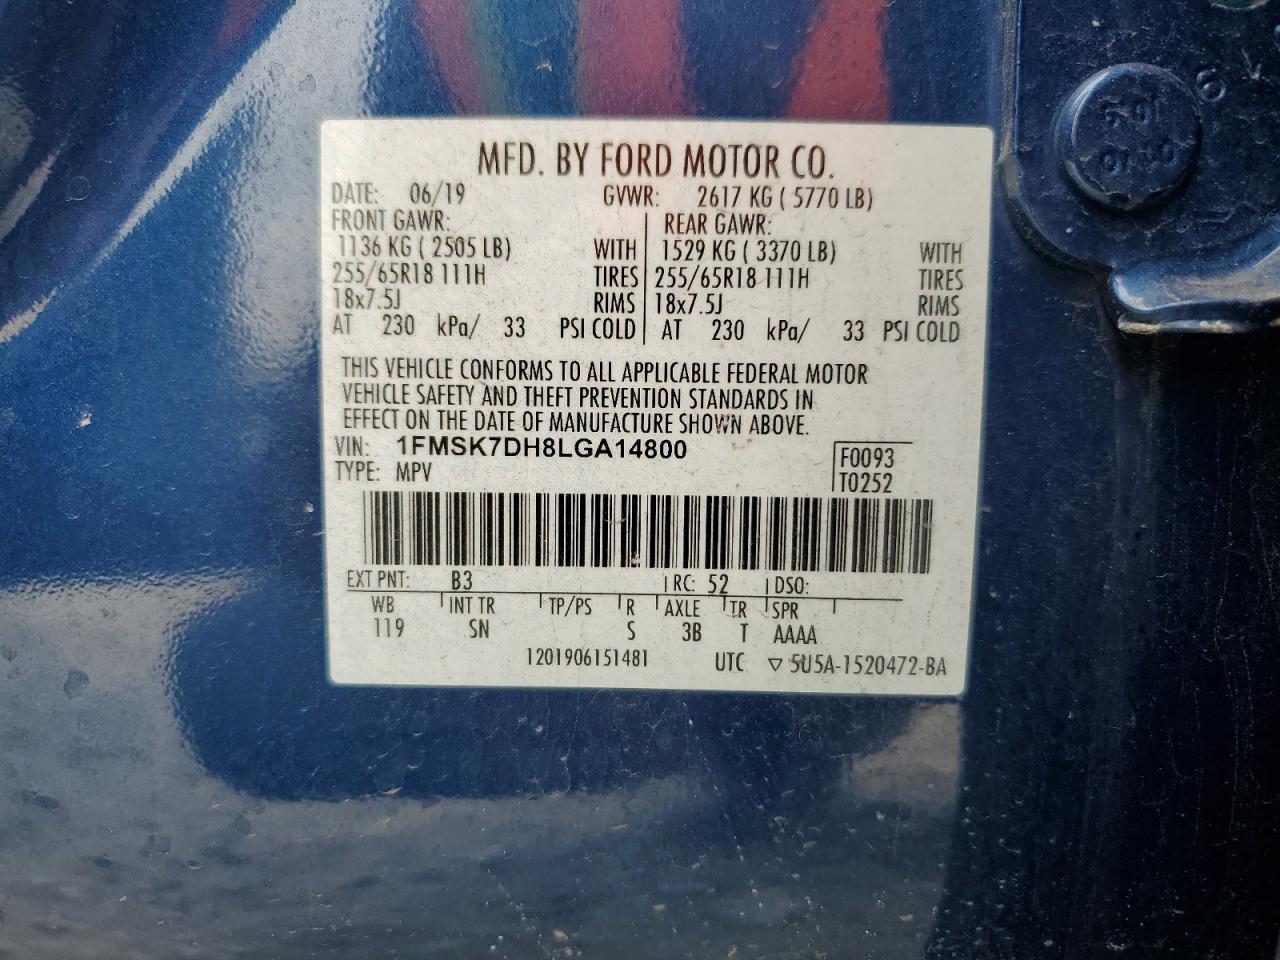 MFD. BY FORD MOTOR CO.
DATE: 06/19 GVWR: 2617 KG ( 5770 LB)
FRONT GAWR: REAR GAWR:
1136 KG ( 2505 LB) WITH 1529 KG ( 3370 LB) WITH
255/65R18 111H TIRES 255/65R18 111H TIRES
18x7.5J RIMS 18x7.5J RIMS
AT 230 kPa/ 33 PSI COLD AT 230 kPa/ 33 PSI COLD
THIS VEHICLE CONFORMS TO ALL APPLICABLE FEDERAL MOTOR
VEHICLE SAFETY AND THEFT PREVENTION STANDARDS IN
EFFECT ON THE DATE OF MANUFACTURE SHOWN ABOVE.
VIN: 1FMSK7DH8LGA14800
TYPE: MPV
F0093
T0252
EXT PNT: B3 RC: 52 DSO:
WB INT TR TP/PS R AXLE TR SPR
119 SN S 3B T AAAA
1201906151481 UTC ▽ 5U5A-1520472-BA